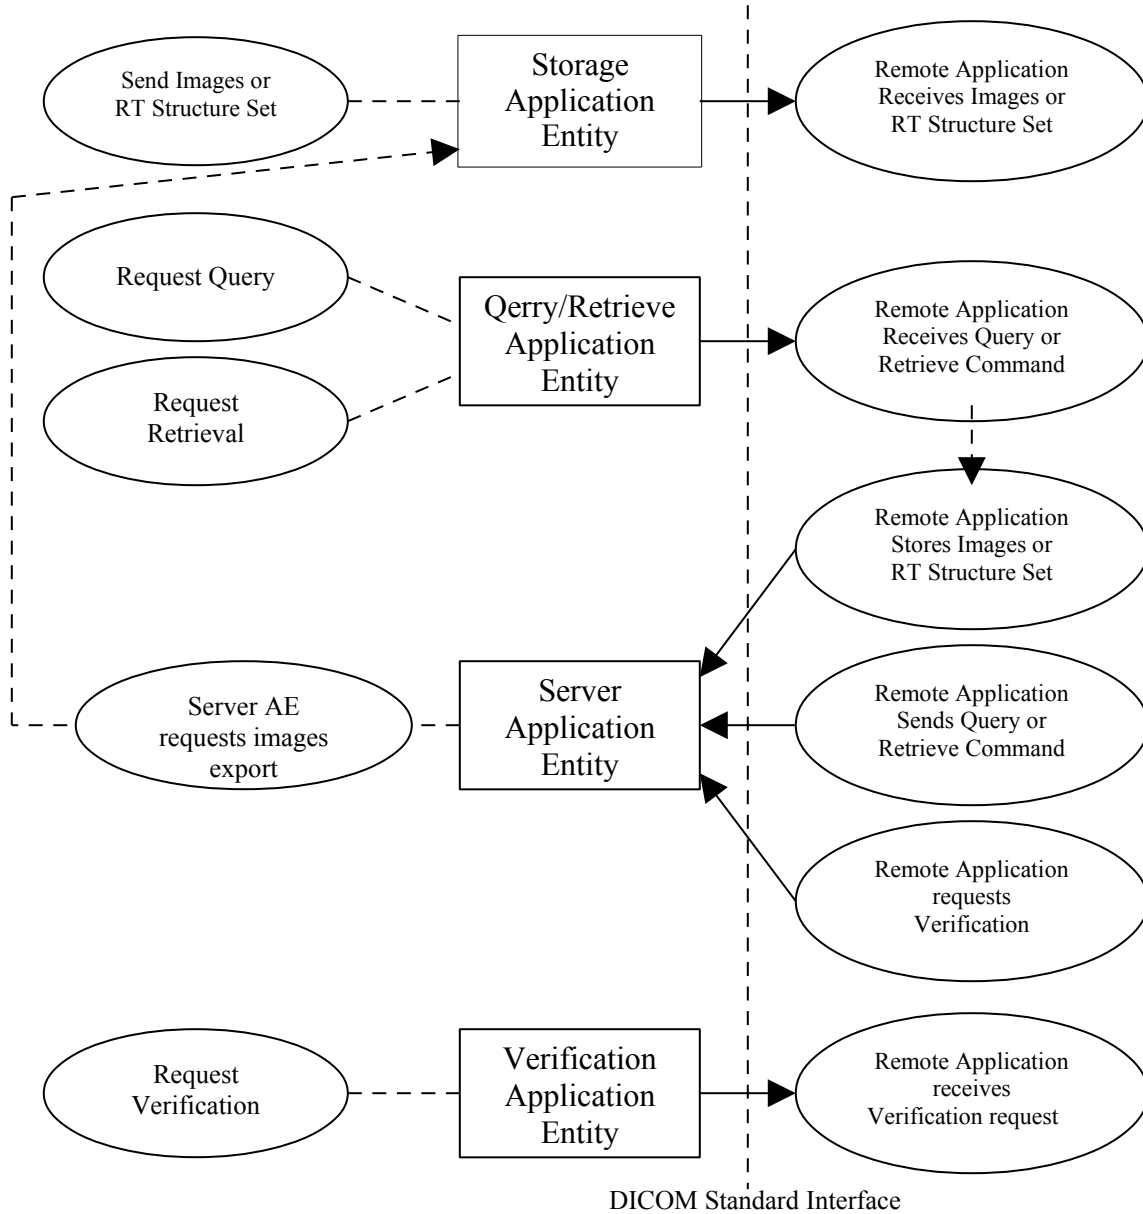 Send Images or
RT Structure Set
Storage
Application
Entity
Remote Application
Receives Images or
RT Structure Set
Request Query
Qerry/Retrieve
Application
Entity
Remote Application
Receives Query or
Retrieve Command
Request
Retrieval
Remote Application
Stores Images or
RT Structure Set
Server AE
requests images
export
Server
Application
Entity
Remote Application
Sends Query or
Retrieve Command
Remote Application
requests
Verification
Request
Verification
Verification
Application
Entity
Remote Application
receives
Verification request
DICOM Standard Interface